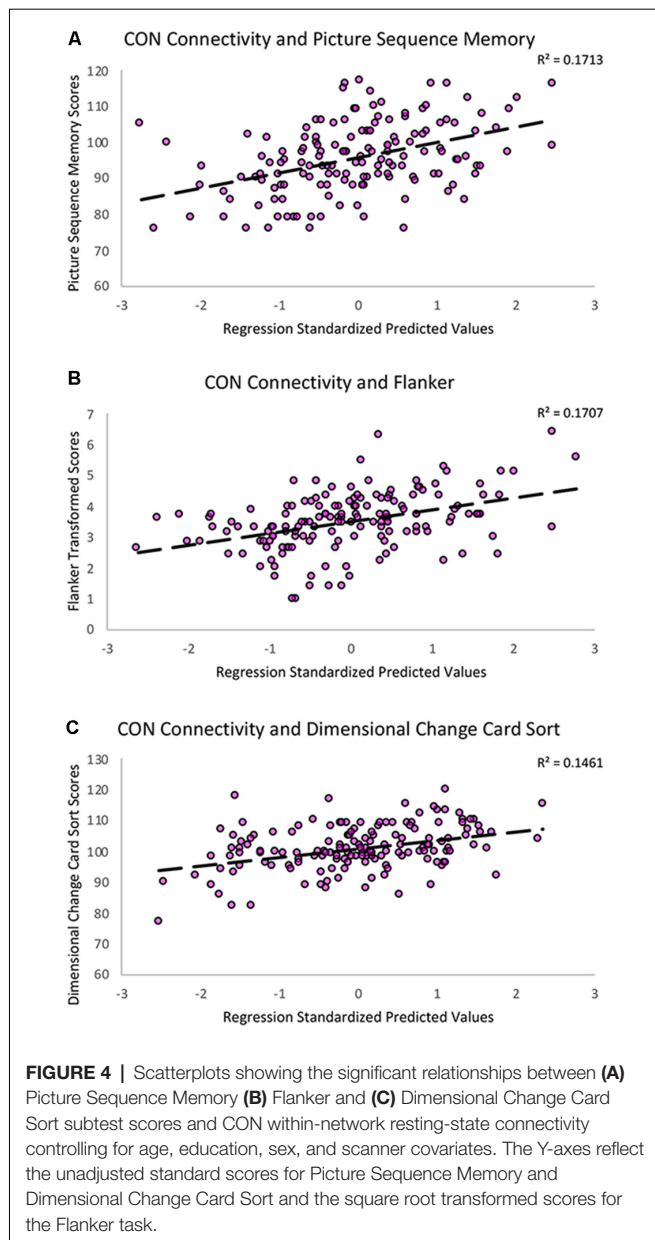 A
CON Connectivity and Picture Sequence Memory
R² = 0.1713
Picture Sequence Memory Scores
120
110
100
90
80
70
60
-3 -2 -1 0 1 2 3
Regression Standardized Predicted Values
B
CON Connectivity and Flanker
R² = 0.1707
Flanker Transformed Scores
7
6
5
4
3
2
1
0
-3 -2 -1 0 1 2 3
Regression Standardized Predicted Values
C
CON Connectivity and Dimensional Change Card Sort
R² = 0.1461
Dimensional Change Card Sort Scores
130
120
110
100
90
80
70
60
-3 -2 -1 0 1 2 3
Regression Standardized Predicted Values
FIGURE 4 | Scatterplots showing the significant relationships between (A)
Picture Sequence Memory (B) Flanker and (C) Dimensional Change Card
Sort subtest scores and CON within-network resting-state connectivity
controlling for age, education, sex, and scanner covariates. The Y-axes reflect
the unadjusted standard scores for Picture Sequence Memory and
Dimensional Change Card Sort and the square root transformed scores for
the Flanker task.